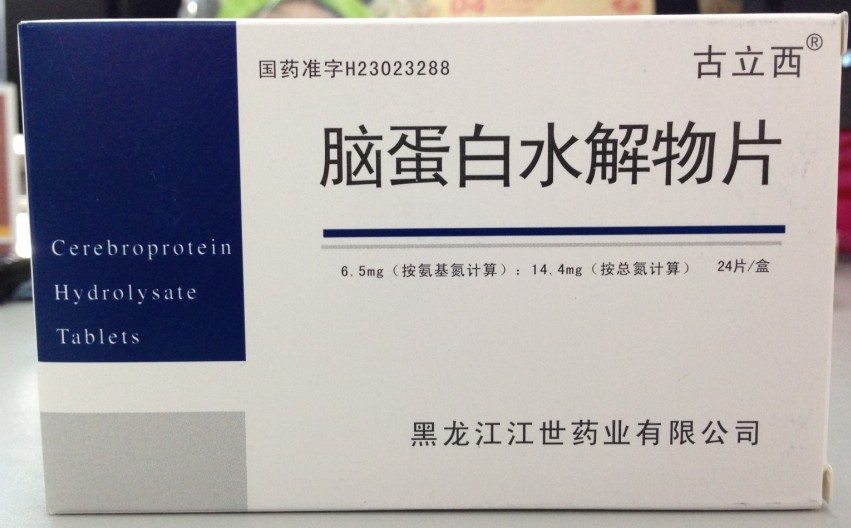 国药准字H23023288
古立西®
脑蛋白水解物片
Cerebroprotein
Hydrolysate
Tablets
6.5mg（按氨基氮计算）：14.4mg（按总氮计算） 24片/盒
黑龙江江世药业有限公司
04